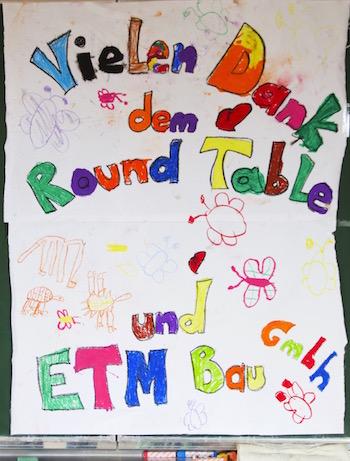 Vielen Dank
dem
Round Table
und
ETM Bau Gmbh